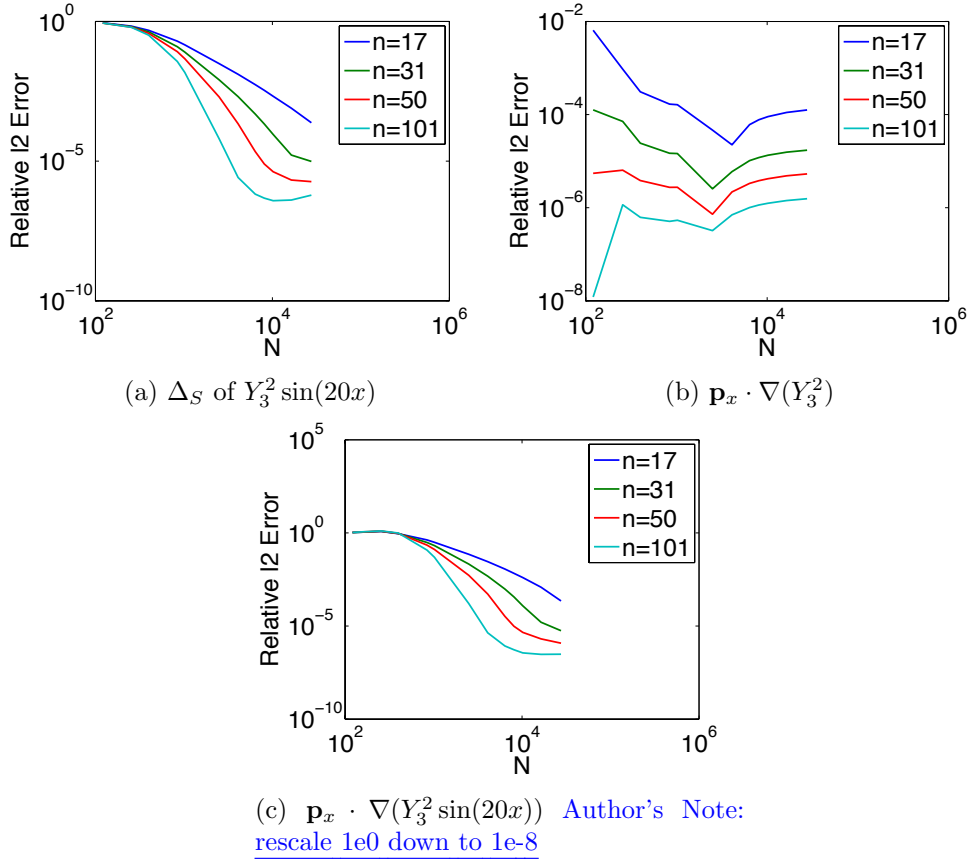 10^0
10^-5
10^-10
10^2
10^4
10^6
N
Relative l2 Error
n=17
n=31
n=50
n=101
(a) Δ_S of Y_3^2 sin(20x)
10^-2
10^-4
10^-6
10^-8
10^2
10^4
10^6
N
Relative l2 Error
n=17
n=31
n=50
n=101
(b) p_x · ∇(Y_3^2)
10^5
10^0
10^-5
10^-10
10^2
10^4
10^6
N
Relative l2 Error
n=17
n=31
n=50
n=101
(c) p_x · ∇(Y_3^2 sin(20x)) Author's Note:
rescale 1e0 down to 1e-8